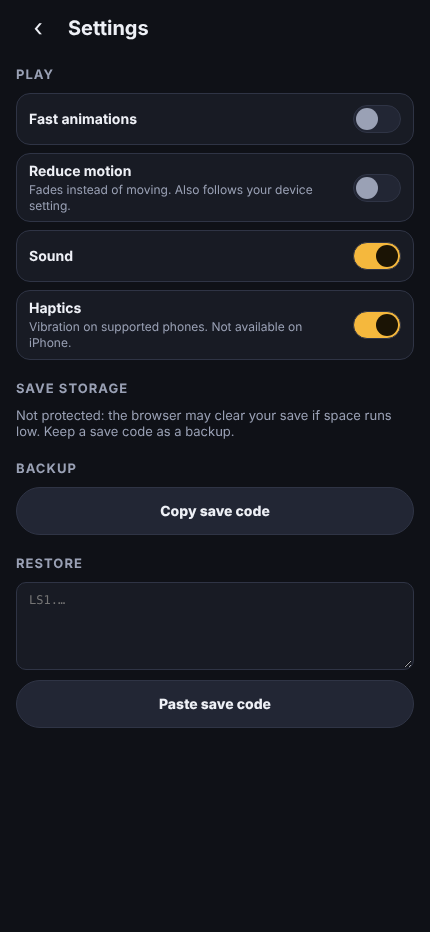 Settings
PLAY
Fast animations
Reduce motion
Fades instead of moving. Also follows your device
setting.
Sound
Haptics
Vibration on supported phones. Not available on
iPhone.
SAVE STORAGE
Not protected: the browser may clear your save if space runs
low. Keep a save code as a backup.
BACKUP
Copy save code
RESTORE
LS1.…
Paste save code